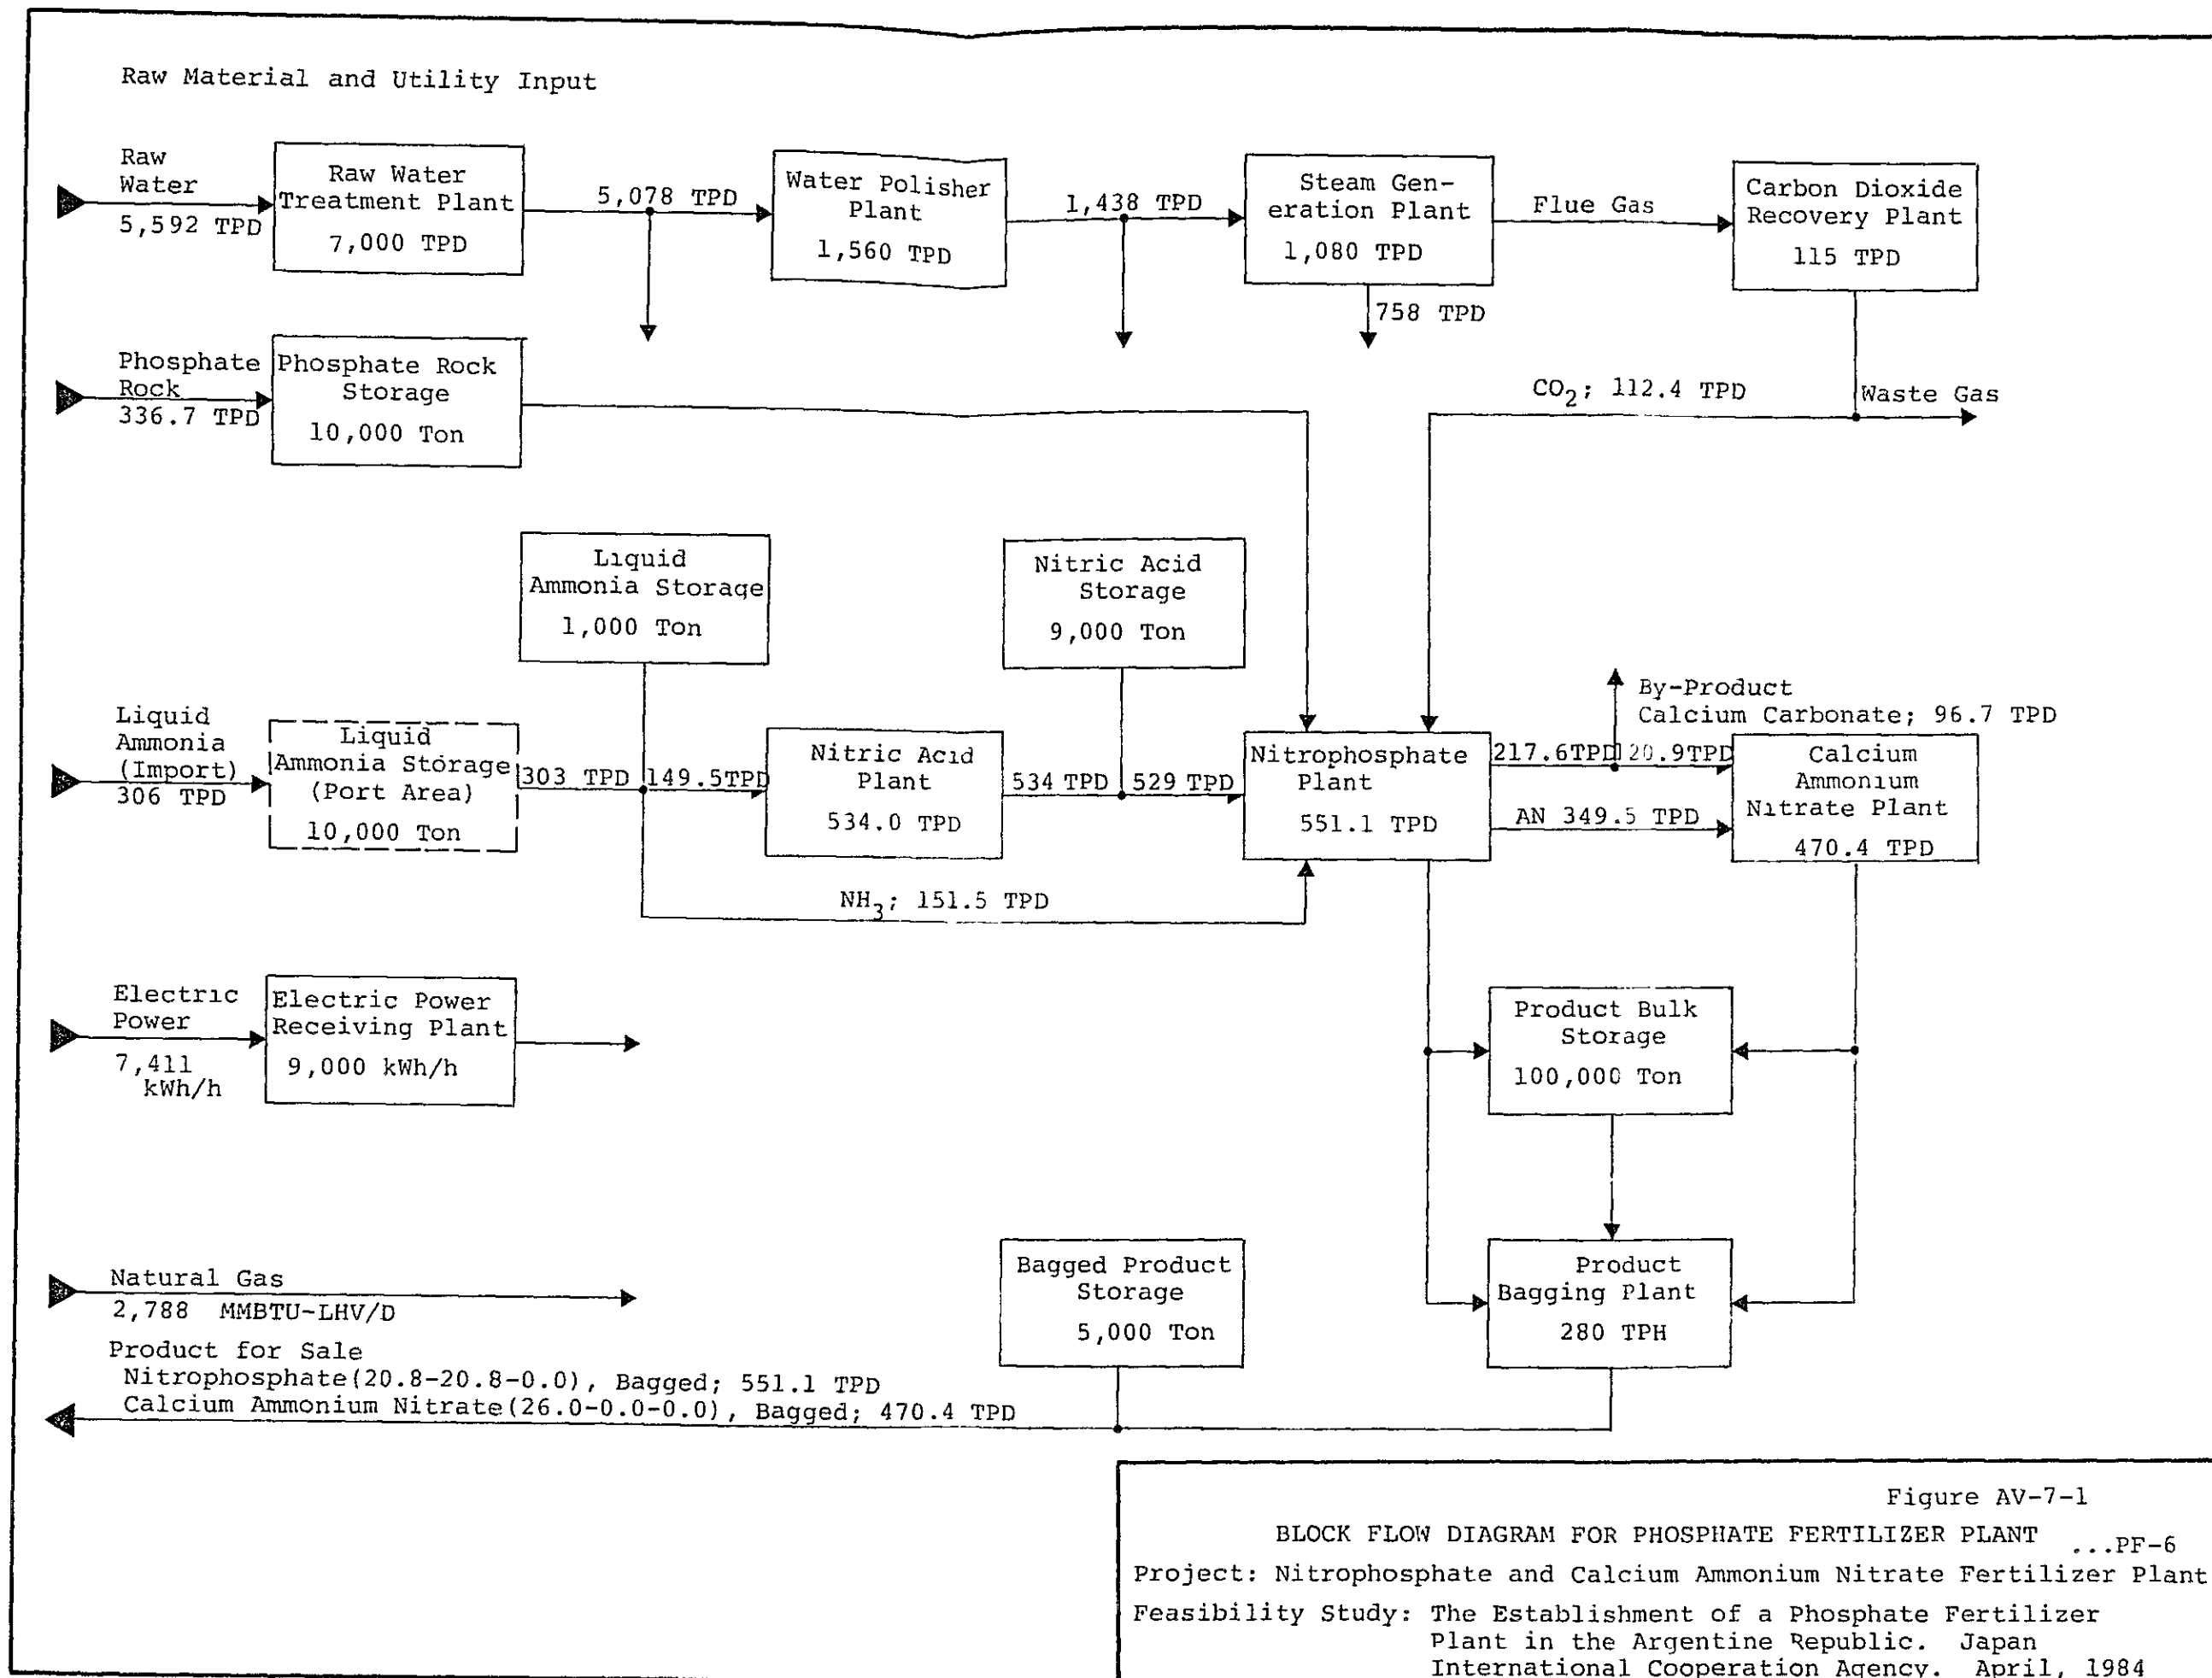 Raw Material and Utility Input
Raw
Water
5,592 TPD
Raw Water
Treatment Plant
7,000 TPD
5,078 TPD
Water Polisher
Plant
1,560 TPD
1,438 TPD
Steam Gen-
eration Plant
1,080 TPD
758 TPD
Flue Gas
Carbon Dioxide
Recovery Plant
115 TPD
Phosphate
Rock
336.7 TPD
Phosphate Rock
Storage
10,000 Ton
CO2; 112.4 TPD
Waste Gas
Liquid
Ammonia Storage
1,000 Ton
Nitric Acid
Storage
9,000 Ton
Liquid
Ammonia
(Import)
306 TPD
Liquid
Ammonia Storage
(Port Area)
10,000 Ton
303 TPD
149.5TPD
Nitric Acid
Plant
534.0 TPD
534 TPD
529 TPD
Nitrophosphate
Plant
551.1 TPD
By-Product
Calcium Carbonate; 96.7 TPD
217.6TPD
120.9TPD
AN 349.5 TPD
Calcium
Ammonium
Nitrate Plant
470.4 TPD
NH3; 151.5 TPD
Electric
Power
7,411
kWh/h
Electric Power
Receiving Plant
9,000 kWh/h
Product Bulk
Storage
100,000 Ton
Natural Gas
2,788 MMBTU-LHV/D
Bagged Product
Storage
5,000 Ton
Product
Bagging Plant
280 TPH
Product for Sale
Nitrophosphate(20.8-20.8-0.0), Bagged; 551.1 TPD
Calcium Ammonium Nitrate(26.0-0.0-0.0), Bagged; 470.4 TPD
Figure AV-7-1
BLOCK FLOW DIAGRAM FOR PHOSPHATE FERTILIZER PLANT ...PF-6
Project: Nitrophosphate and Calcium Ammonium Nitrate Fertilizer Plant
Feasibility Study: The Establishment of a Phosphate Fertilizer
Plant in the Argentine Republic. Japan
International Cooperation Agency. April, 1984